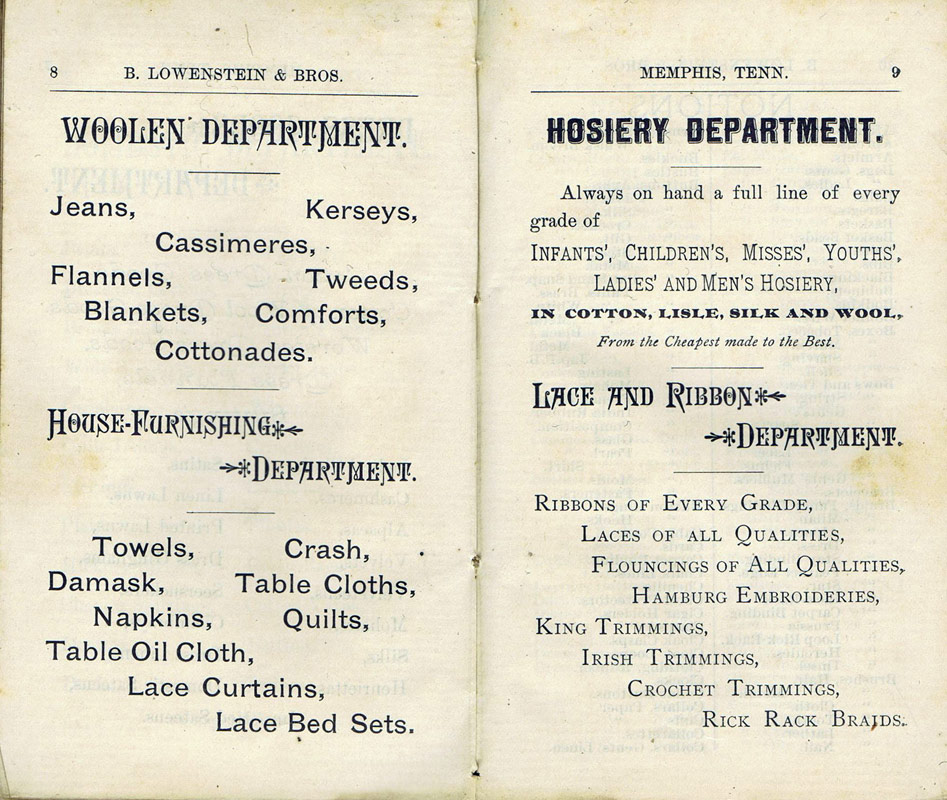 8 B. LOWENSTEIN & BROS.
WOOLEN DEPARTMENT.
Jeans, Kerseys,
Cassimeres,
Flannels, Tweeds,
Blankets, Comforts,
Cottonades.
HOUSE-FURNISHING
DEPARTMENT.
Towels, Crash,
Damask, Table Cloths,
Napkins, Quilts,
Table Oil Cloth,
Lace Curtains,
Lace Bed Sets.
MEMPHIS, TENN. 9
HOSIERY DEPARTMENT.
Always on hand a full line of every
grade of
INFANTS', CHILDREN'S, MISSES', YOUTHS',
LADIES' AND MEN'S HOSIERY,
IN COTTON, LISLE, SILK AND WOOL,
From the Cheapest made to the Best.
LACE AND RIBBON
DEPARTMENT.
RIBBONS OF EVERY GRADE,
LACES OF ALL QUALITIES,
FLOUNCINGS OF ALL QUALITIES,
HAMBURG EMBOIDERIES,
KING TRIMMINGS,
IRISH TRIMMINGS,
CROCHET TRIMMINGS,
RICK RACK BRAIDS.